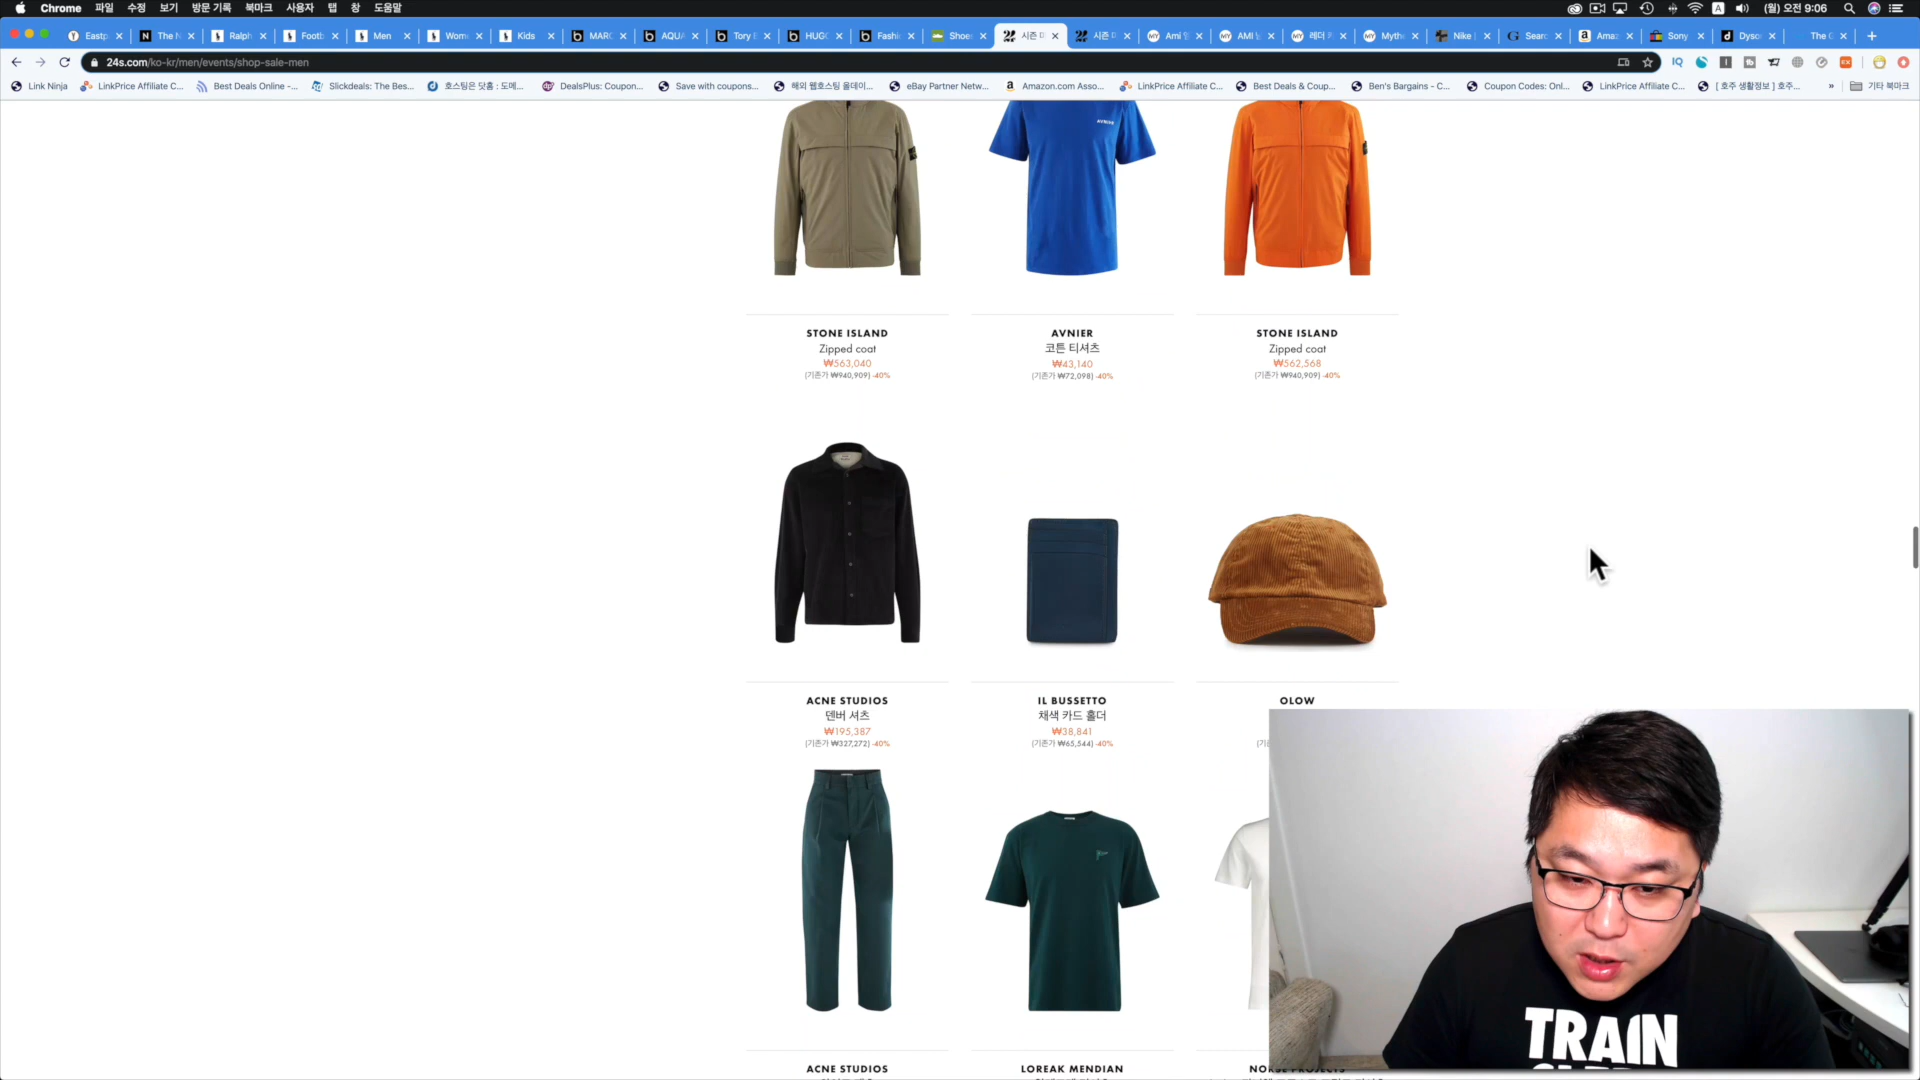 Chrome 파일 수정 보기 방문 기록 북마크 사용자 탭 창 도움말
A (월) 오전 9:06
Eastp The N Ralph Footb Men Wom Kids MARC AQUA Tory E HUGO Fashi Shoe 시즌 시즌 Ami AMI 레더 Myth Nike Searc Amaz Sony Dyso The G
24s.com/ko-kr/men/events/shop-sale-men
Link Ninja LinkPrice Affiliate C... Best Deals Online -... Slickdeals: The Bes... 호스팅은 닷홈 : 도메... DealsPlus: Coupon... Save with coupons... 해외 웹호스팅 올데이... eBay Partner Netw... Amazon.com Asso... LinkPrice Affiliate C... Best Deals & Coup... Ben's Bargains - C... Coupon Codes: Onl... LinkPrice Affiliate C... [ 호주 생활정보 ] 호주... » 기타 북마크
AVNIER
STONE ISLAND AVNIER STONE ISLAND
Zipped coat 코튼 티셔츠 Zipped coat
₩563,040 ₩43,140 ₩562,568
(기존가 ₩940,909) -40% (기존가 ₩72,098) -40% (기존가 ₩940,909) -40%
ACNE STUDIOS IL BUSSETTO OLOW
덴버 셔츠 채색 카드 홀더
₩195,387 ₩38,841
(기존가 ₩327,272) -40% (기존가 ₩65,544) -40% (기
ACNE STUDIOS LOREAK MENDIAN NORSE PROJECTS
TRAIN